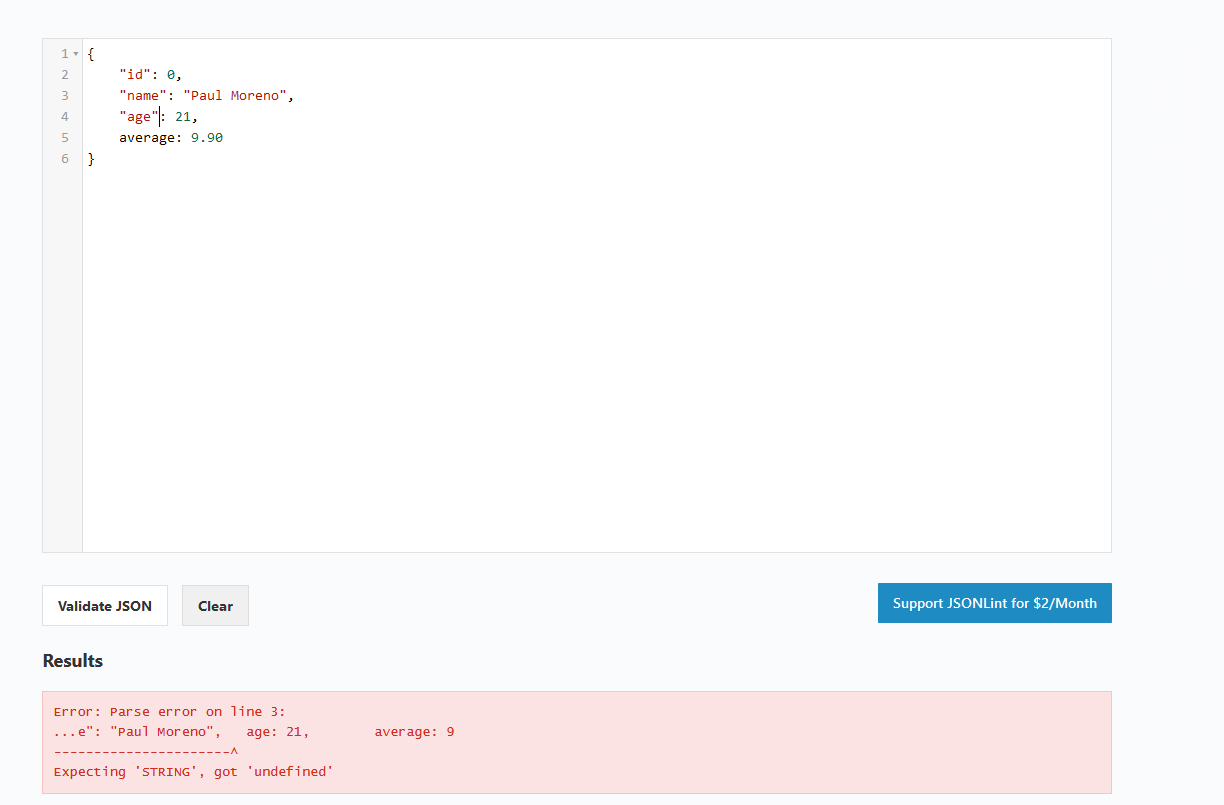 1 {
2 "id": 0,
3 "name": "Paul Moreno",
4 "age": 21,
5 average: 9.90
6 }
Validate JSON Clear Support JSONLint for $2/Month
Results
Error: Parse error on line 3:
...e": "Paul Moreno",	age: 21,	average: 9
----------------------^
Expecting 'STRING', got 'undefined'